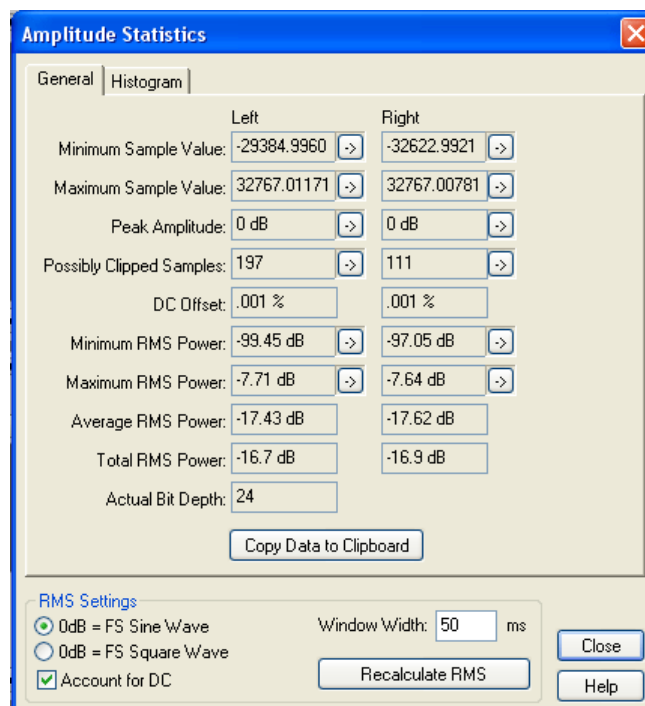 Amplitude Statistics
General Histogram
Left Right
Minimum Sample Value: -29384.9960 -> -32622.9921 ->
Maximum Sample Value: 32767.01171 -> 32767.00781 ->
Peak Amplitude: 0 dB -> 0 dB ->
Possibly Clipped Samples: 197 -> 111 ->
DC Offset: .001 % .001 %
Minimum RMS Power: -99.45 dB -> -97.05 dB ->
Maximum RMS Power: -7.71 dB -> -7.64 dB ->
Average RMS Power: -17.43 dB -17.62 dB
Total RMS Power: -16.7 dB -16.9 dB
Actual Bit Depth: 24
Copy Data to Clipboard
RMS Settings
0dB = FS Sine Wave Window Width: 50 ms
0dB = FS Square Wave Close
Account for DC Recalculate RMS
Help